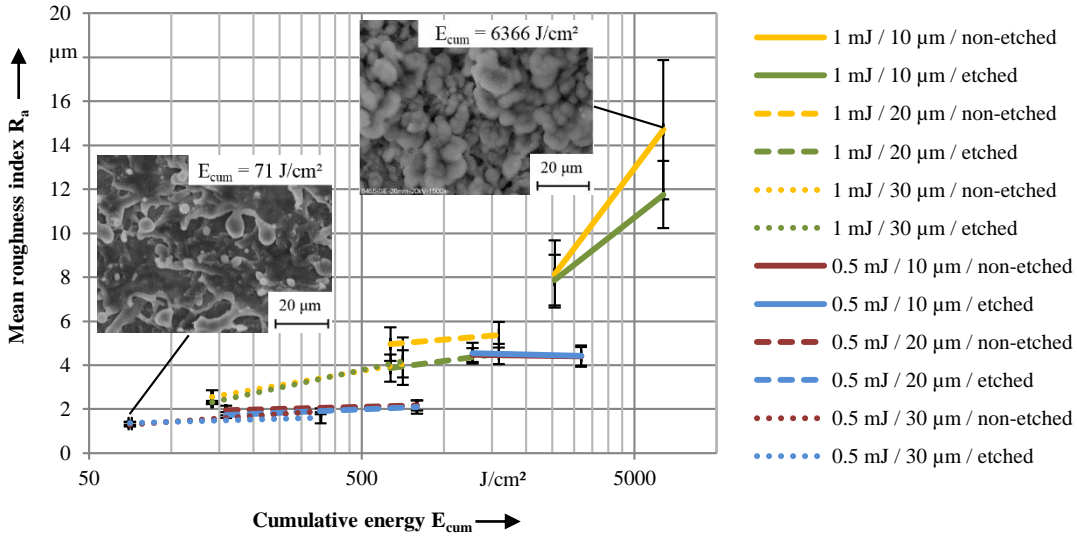 20
µm
16
14
12
10
8
6
4
2
0
Mean roughness index Rₐ
50
500
J/cm²
5000
Cumulative energy E_cum
E_cum = 71 J/cm²
20 µm
E_cum = 6366 J/cm²
20 µm
1 mJ / 10 µm / non-etched
1 mJ / 10 µm / etched
1 mJ / 20 µm / non-etched
1 mJ / 20 µm / etched
1 mJ / 30 µm / non-etched
1 mJ / 30 µm / etched
0.5 mJ / 10 µm / non-etched
0.5 mJ / 10 µm / etched
0.5 mJ / 20 µm / non-etched
0.5 mJ / 20 µm / etched
0.5 mJ / 30 µm / non-etched
0.5 mJ / 30 µm / etched